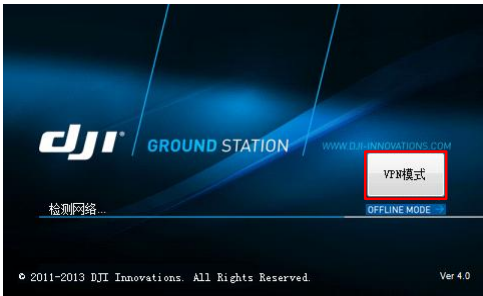 dji GROUND STATION
WWW.DJI-INNOVATIONS.COM
VPN模式
检测网络...
OFFLINE MODE
© 2011-2013 DJI Innovations. All Rights Reserved.
Ver 4.0